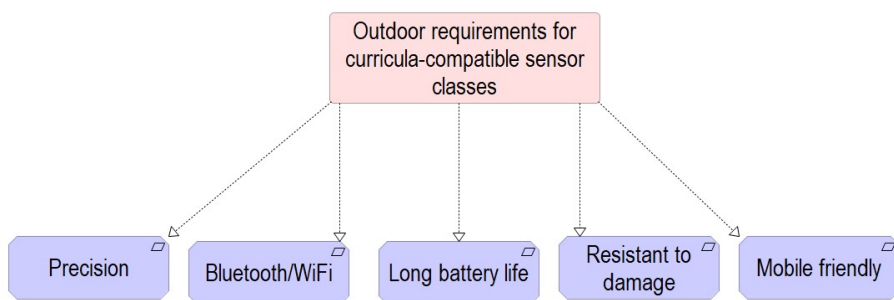 Outdoor requirements for
curricula-compatible sensor
classes
Precision
Bluetooth/WiFi
Long battery life
Resistant to
damage
Mobile friendly